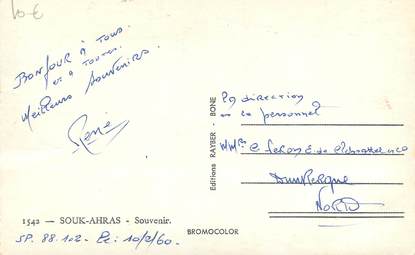 10 €
Bonjour à Tous
et à Toutes.
Meilleurs Souvenirs.
René
Editions RAYBER - BONE
La direction
et le personnel
de
Dunkerque
Nord
1542 — SOUK-AHRAS - Souvenir.
SP. 88.102 - Le: 10/2/60.
BROMOCOLOR